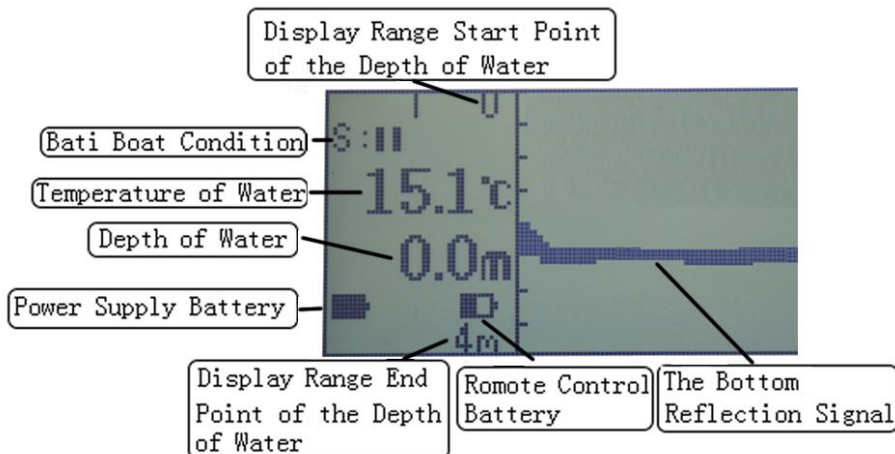 Display Range Start Point
of the Depth of Water
0
S:
Bati Boat Condition
15.1℃
Temperature of Water
0.0m
Depth of Water
Power Supply Battery
4m
Display Range End
Point of the Depth
of Water
Romote Control
Battery
The Bottom
Reflection Signal